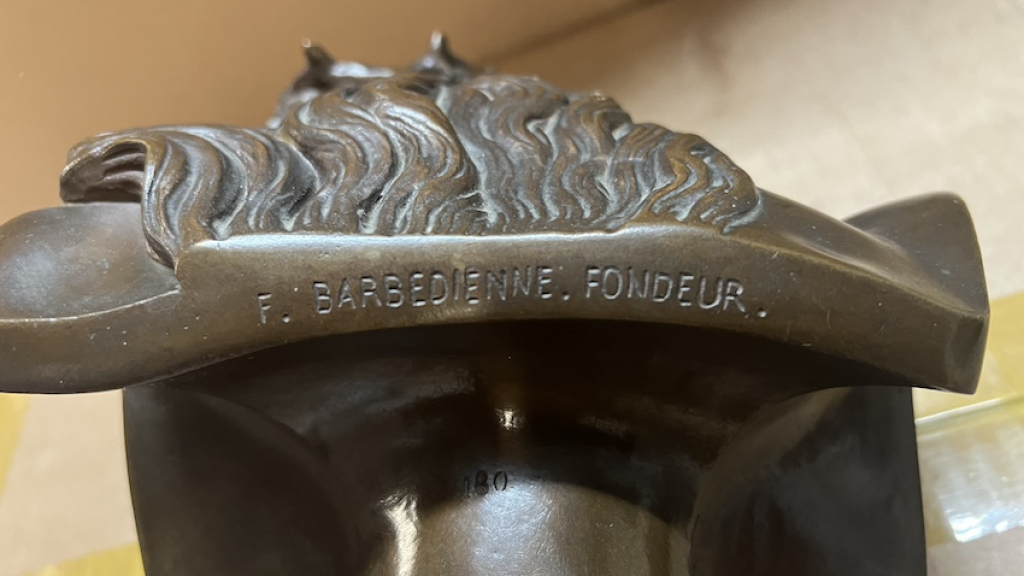 F. BARBEDIENNE. FONDEUR.
180